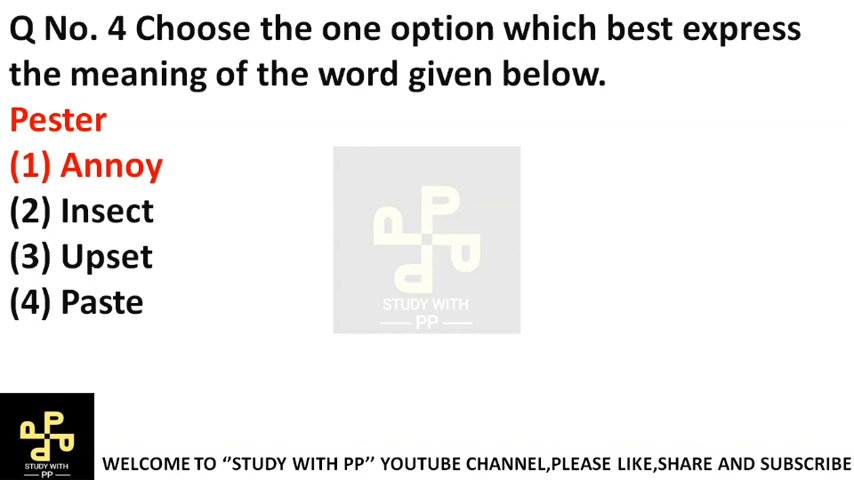 Q No. 4 Choose the one option which best express
the meaning of the word given below.
Pester
(1) Annoy
(2) Insect
(3) Upset
(4) Paste
P
P
P
P
STUDY WITH
PP
P
P
P
P
STUDY WITH
PP
WELCOME TO ‘’STUDY WITH PP’’ YOUTUBE CHANNEL,PLEASE LIKE,SHARE AND SUBSCRIBE